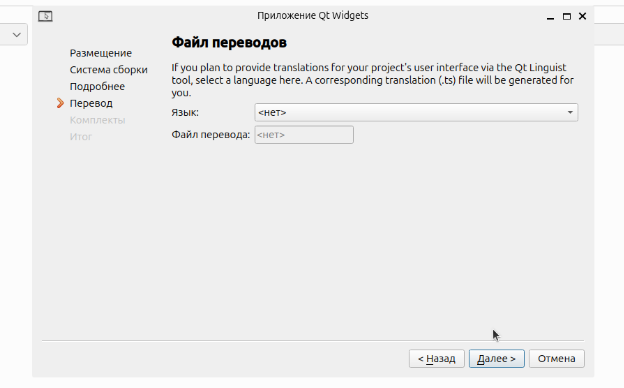 Приложение Qt Widgets
Размещение
Система сборки
Подробнее
Перевод
Комплекты
Итог
Файл переводов
If you plan to provide translations for your project's user interface via the Qt Linguist
tool, select a language here. A corresponding translation (.ts) file will be generated for
you.
Язык: <нет>
Файл перевода: <нет>
< Назад Далее > Отмена